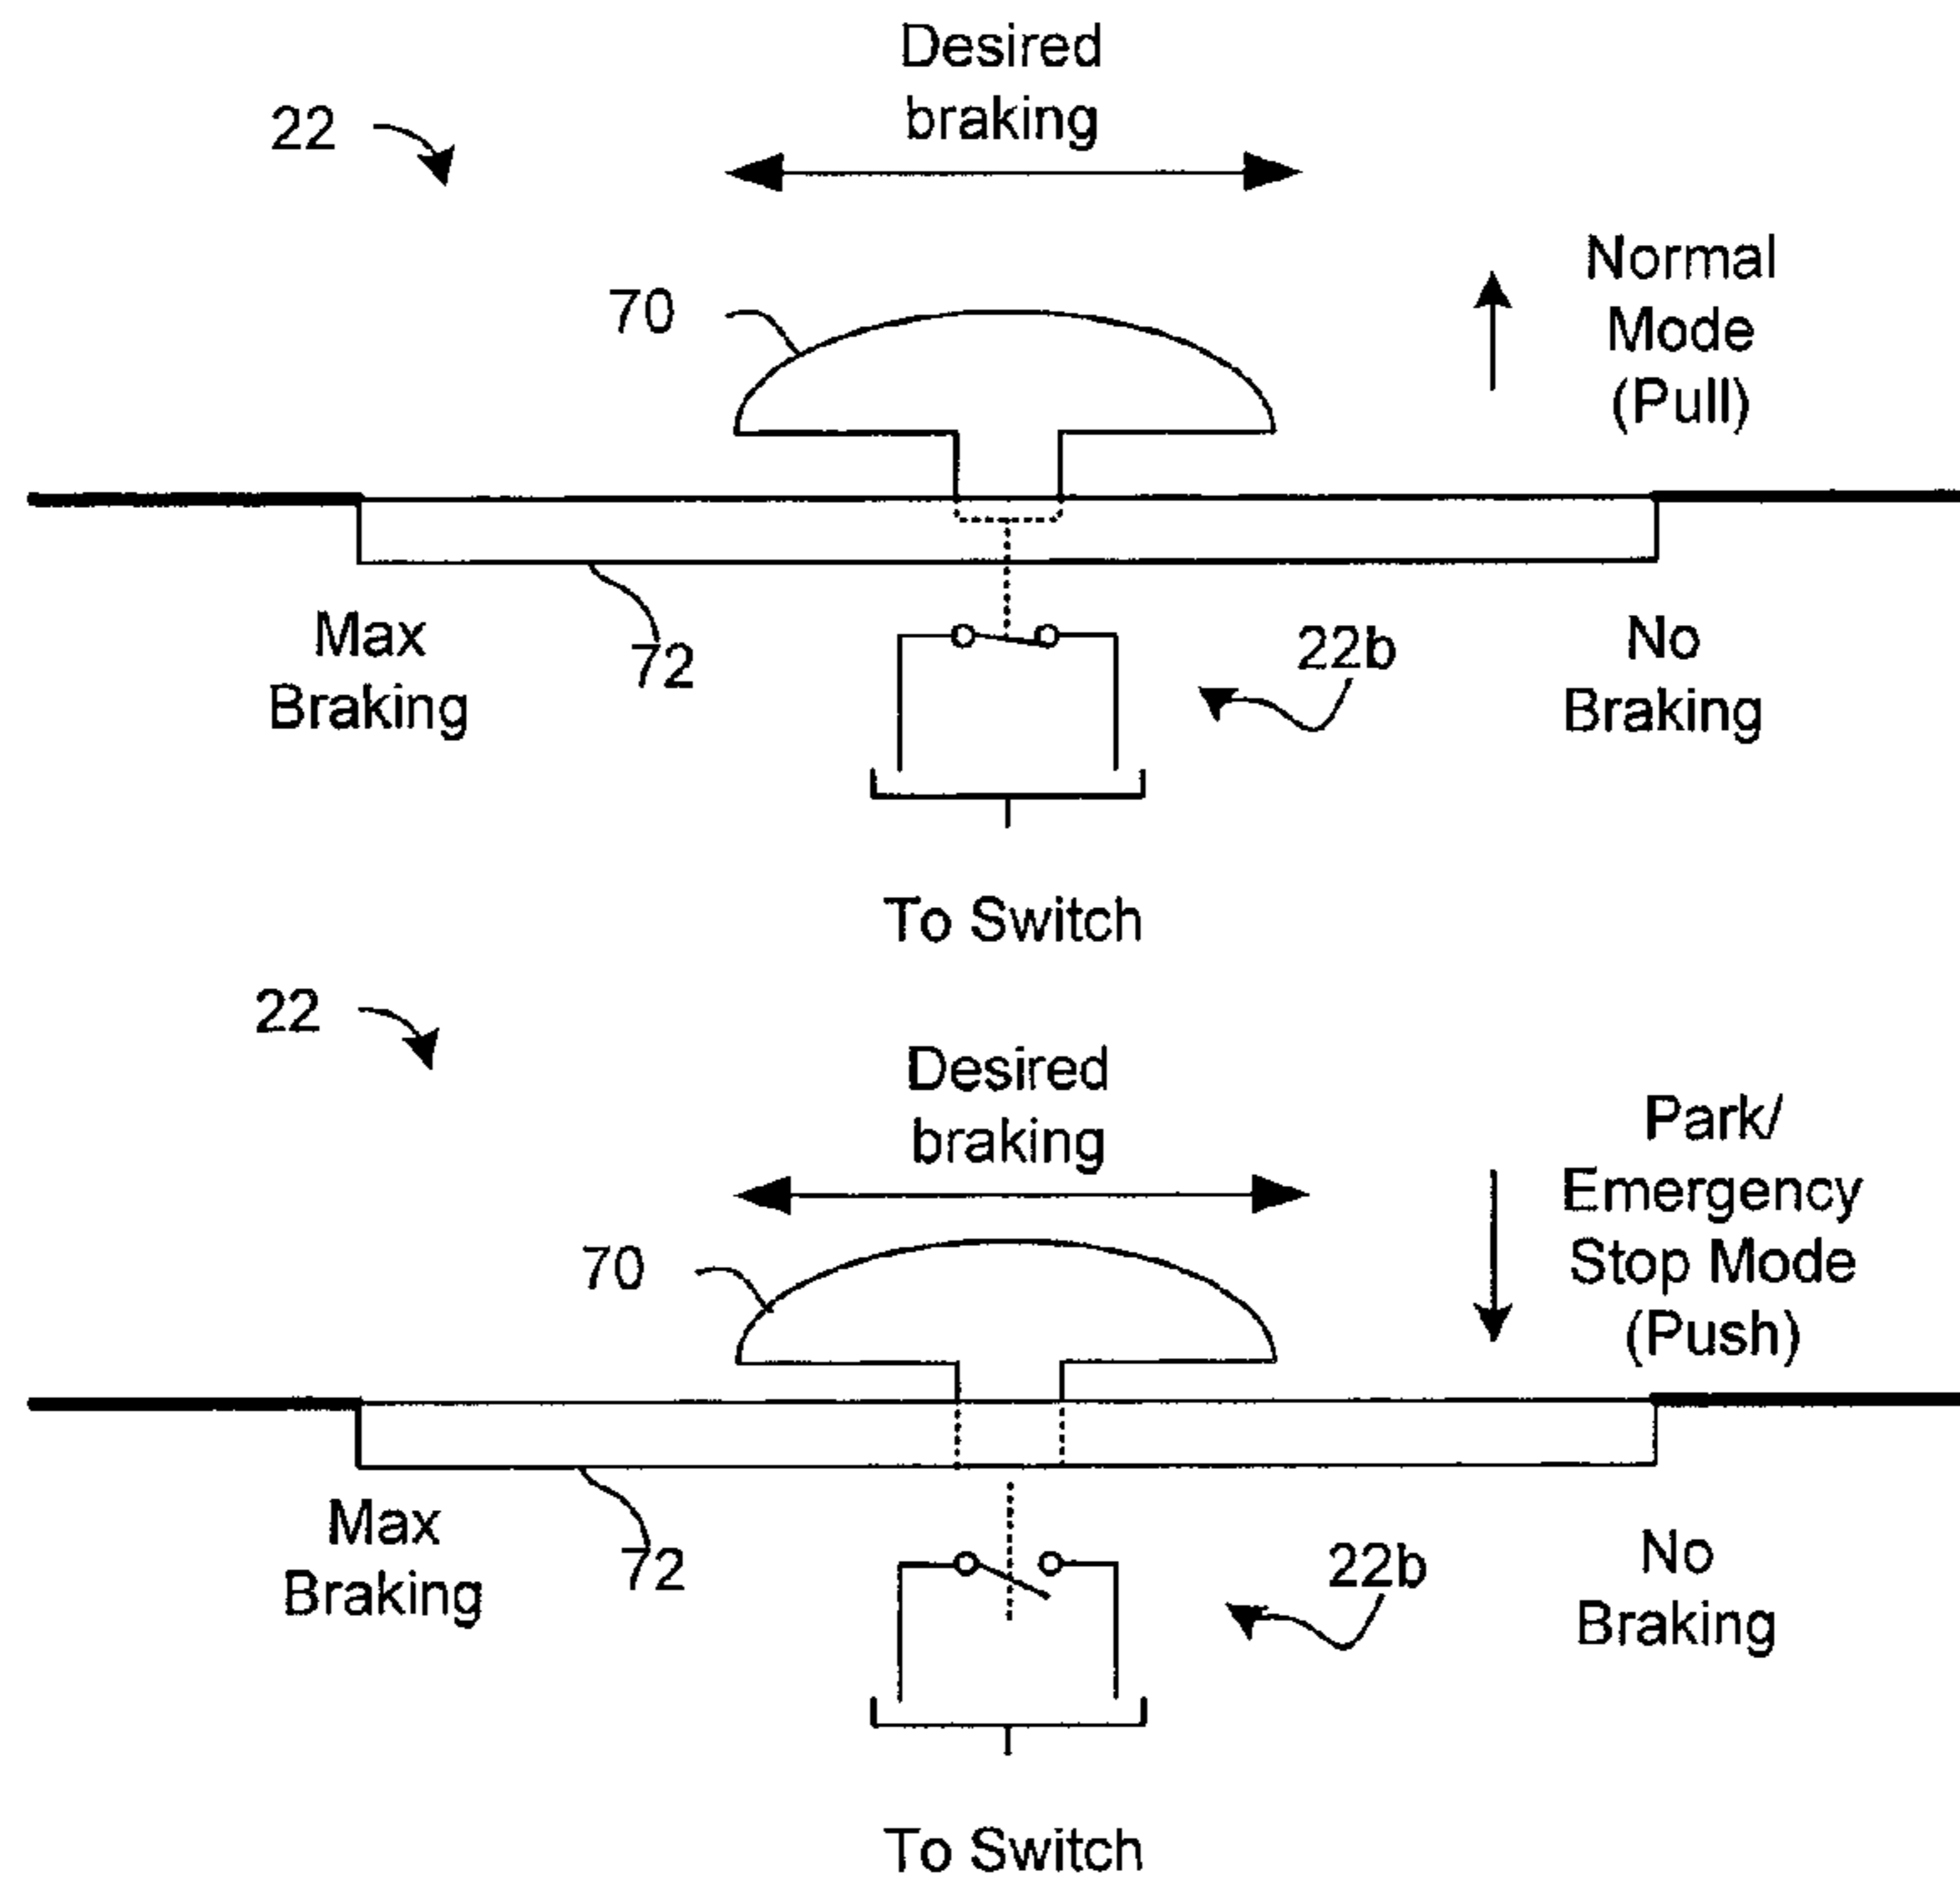 Desired
braking
22
Normal
Mode
(Pull)
70
Max
Braking
72
22b
No
Braking
To Switch
22
Desired
braking
Park/
Emergency
Stop Mode
(Push)
70
Max
Braking
72
22b
No
Braking
To Switch